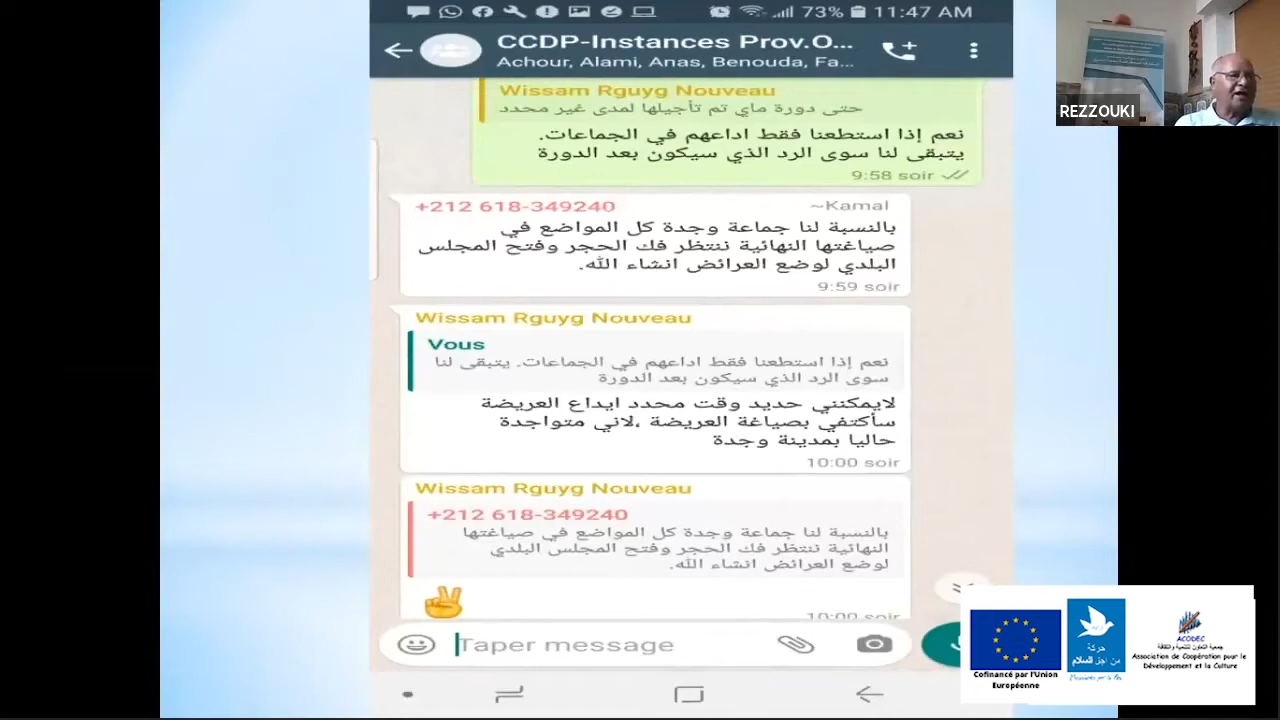 73% 11:47 AM
CCDP-Instances Prov.O...
Achour, Alami, Anas, Benouda, Fa...
REZZOUKI
Wissam Rguyg Nouveau
حتى دورة ماي تم تأجيلها لمدى غير محدد
نعم إذا استطعنا فقط اداعهم في الجماعات.
يتبقى لنا سوى الرد الذي سيكون بعد الدورة
9:58 soir
+212 618-349240 ~Kamal
بالنسبة لنا جماعة وجدة كل المواضع في
صياغتها النهائية ننتظر فك الحجر وفتح المجلس
البلدي لوضع العرائض انشاء الله.
9:59 soir
Wissam Rguyg Nouveau
Vous
نعم إذا استطعنا فقط اداعهم في الجماعات. يتبقى لنا
سوى الرد الذي سيكون بعد الدورة
لايمكنني حديد وقت محدد ايداع العريضة
سأكتفي بصياغة العريضة ،لاني متواجدة
حاليا بمدينة وجدة
10:00 soir
Wissam Rguyg Nouveau
+212 618-349240
بالنسبة لنا جماعة وجدة كل المواضع في صياغتها
النهائية ننتظر فك الحجر وفتح المجلس البلدي
لوضع العرائض انشاء الله.
10:00 soir
Taper message
Cofinancé par l'Union
Européenne
حركة
من أجل السلام
ACODEC
جمعية التعاون للتنمية والثقافة
Association de Coopération pour le
Développement et la Culture